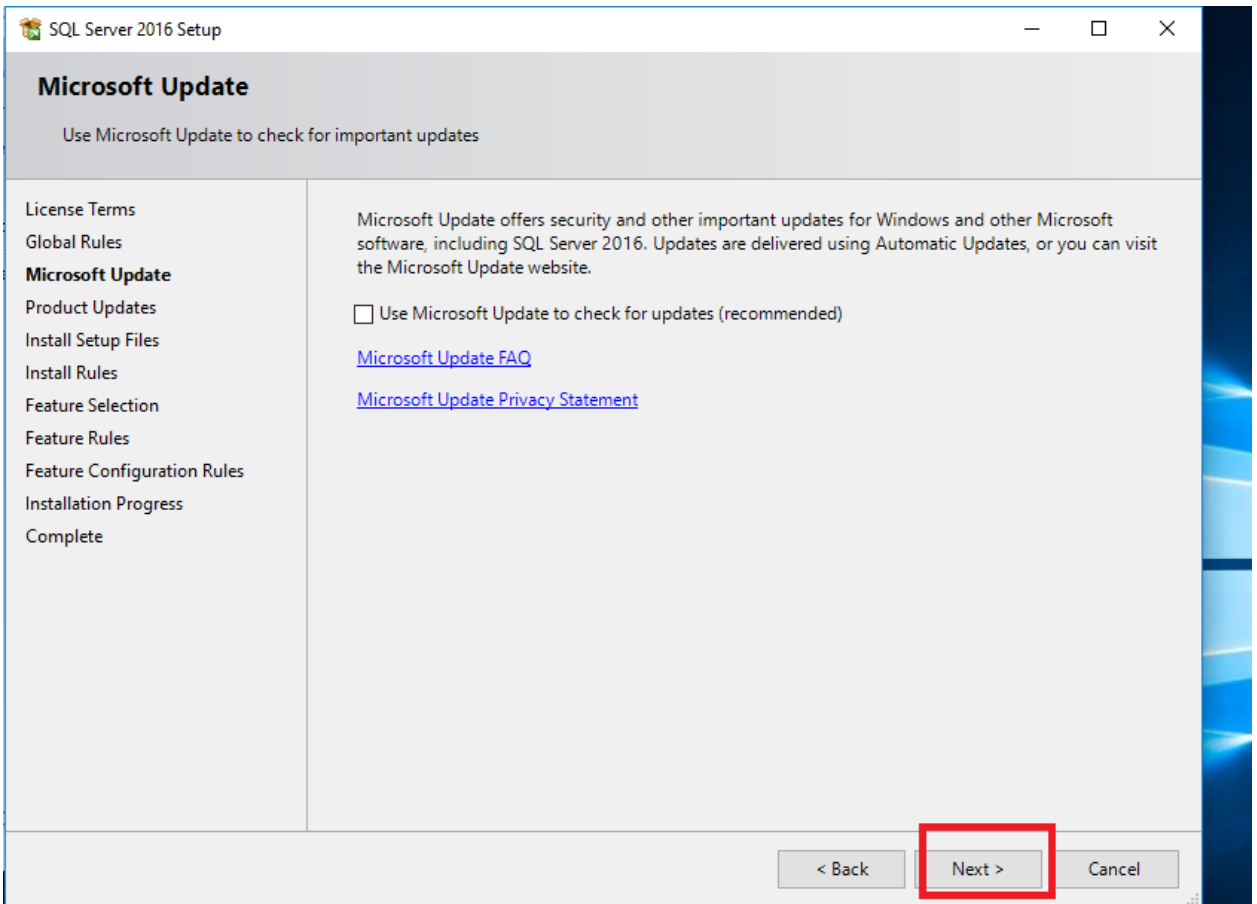 SQL Server 2016 Setup
Microsoft Update
Use Microsoft Update to check for important updates
License Terms
Global Rules
Microsoft Update
Product Updates
Install Setup Files
Install Rules
Feature Selection
Feature Rules
Feature Configuration Rules
Installation Progress
Complete
Microsoft Update offers security and other important updates for Windows and other Microsoft
software, including SQL Server 2016. Updates are delivered using Automatic Updates, or you can visit
the Microsoft Update website.
Use Microsoft Update to check for updates (recommended)
Microsoft Update FAQ
Microsoft Update Privacy Statement
< Back
Next >
Cancel